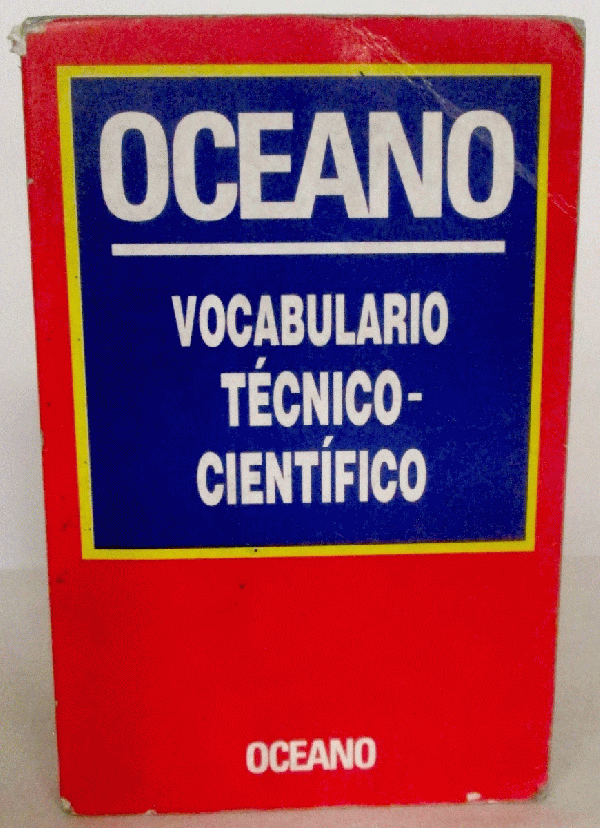 OCEANO
VOCABULARIO
TÉCNICO-
CIENTÍFICO
OCEANO